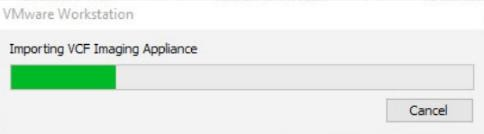 VMware Workstation
Importing VCF Imaging Appliance
Cancel